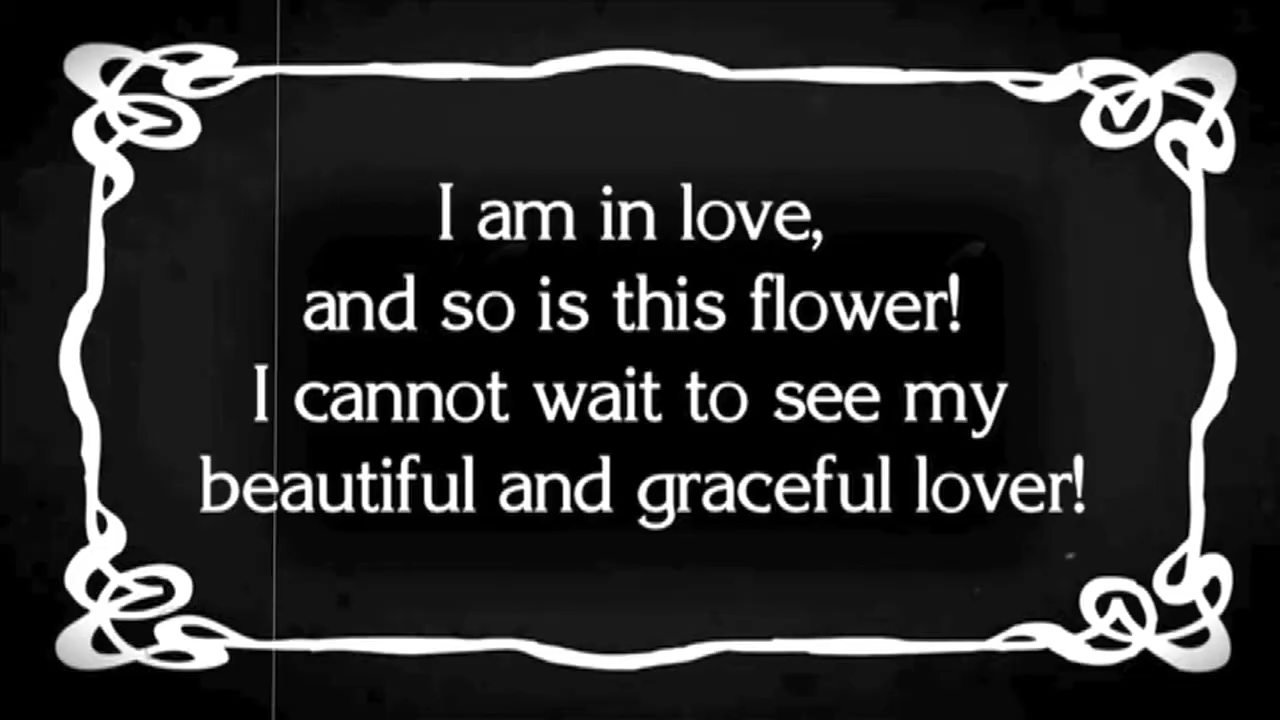 I am in love,
and so is this flower!
I cannot wait to see my
beautiful and graceful lover!